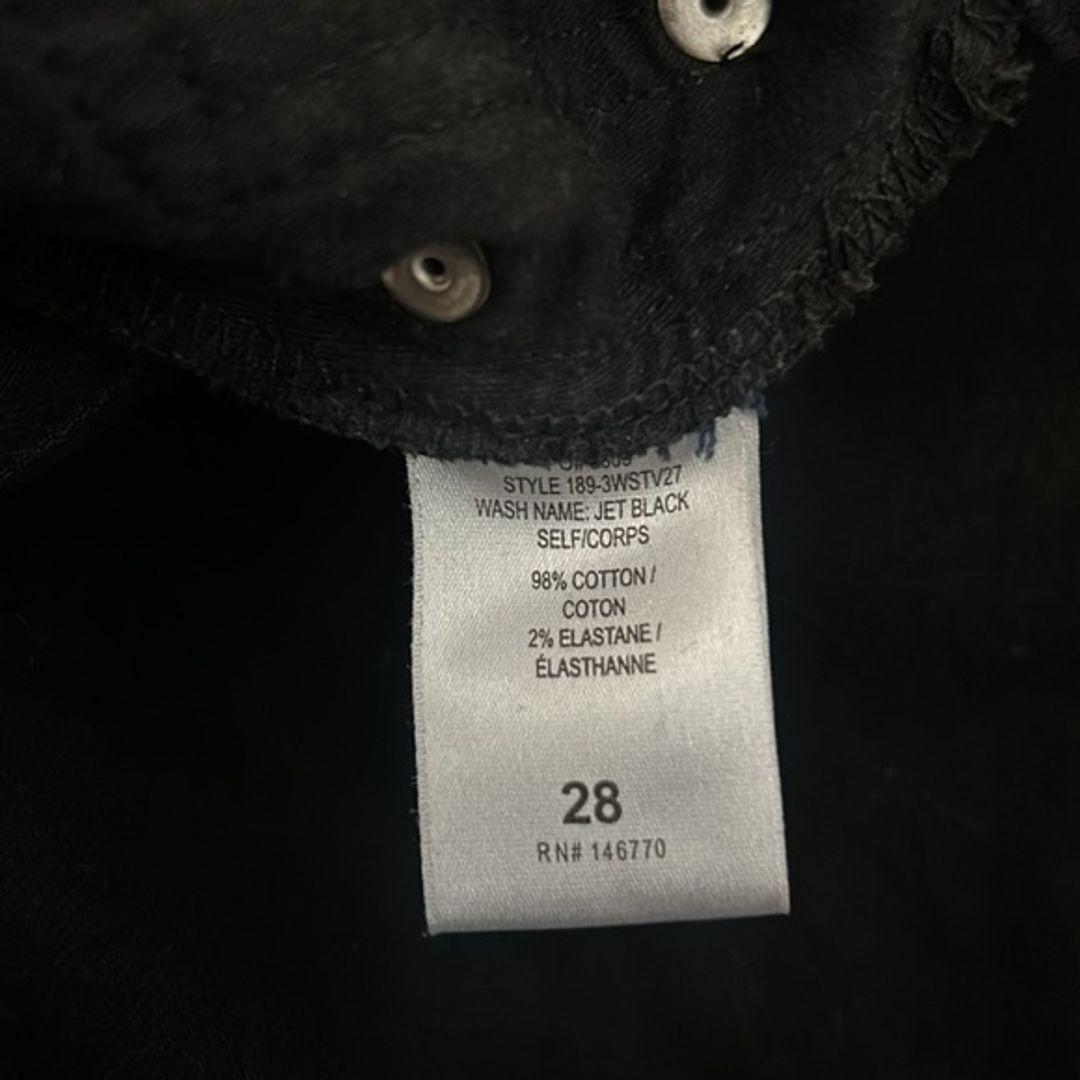 STYLE 189-3WSTV27
WASH NAME: JET BLACK
SELF/CORPS
98% COTTON /
COTON
2% ELASTANE /
ÉLASTHANNE
28
RN# 146770